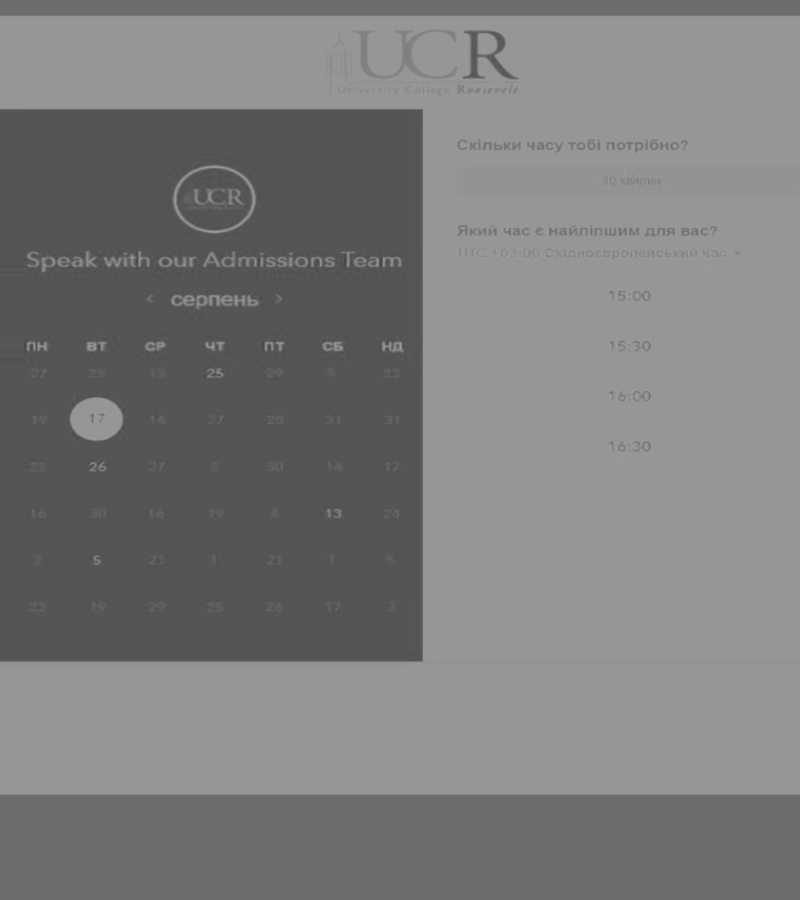 UCR
University College Roosevelt
UCR
Speak with our Admissions Team
‹ серпень ›
ПН ВТ СР ЧТ ПТ СБ НД
27 25 13 25 29 5 23
19 17 14 27 28 31 31
25 26 27 2 30 14 17
16 30 16 19 4 13 24
2 5 21 1 21 1 5
23 19 29 25 26 17 3
Скільки часу тобі потрібно?
30 хвилин
Який час є найліпшим для вас?
UTC +03:00 Східноєвропейський час
15:00
15:30
16:00
16:30